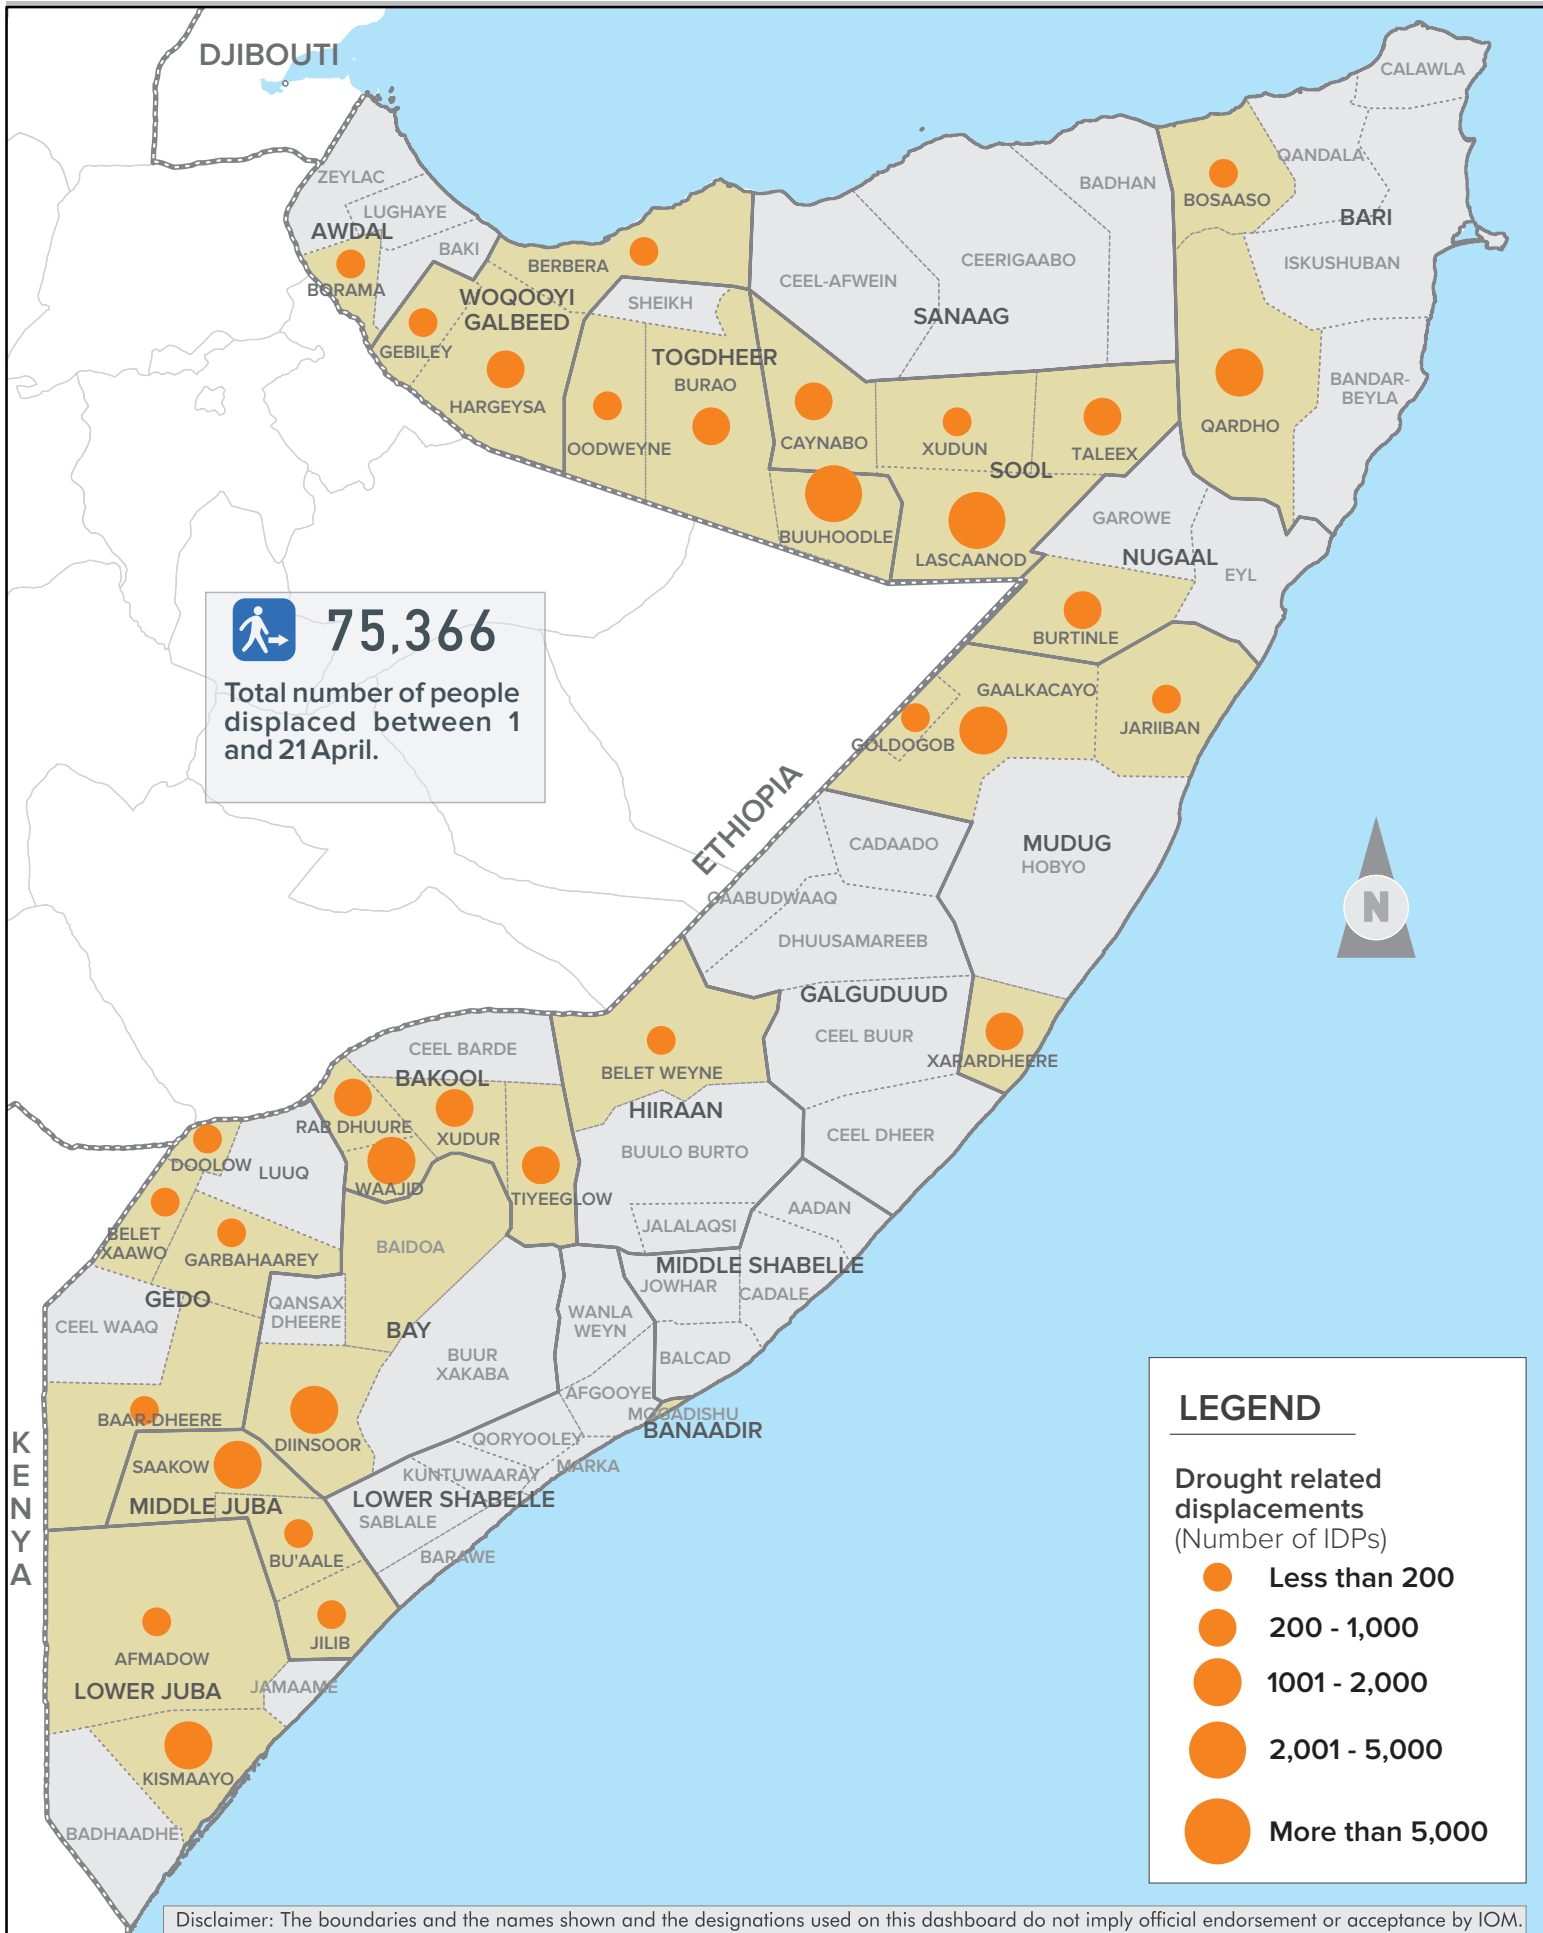 DJIBOUTI
CALAWLA
ZEYLAC
BADHAN
QANDALA
BOSAASO
LUGHAYE
BARI
AWDAL
BAKI
BERBERA
CEERIGAABO
ISKUSHUBAN
CEEL-AFWEIN
BORAMA
WOQOOYI
GALBEED
SHEIKH
SANAAG
GEBILEY
TOGDHEER
BURAO
BANDAR-
BEYLA
HARGEYSA
QARDHO
OODWEYNE
CAYNABO
XUDUN
TALEEX
SOOL
GAROWE
BUUHOODLE
LASCAANOD
NUGAAL
EYL
75,366
Total number of people
displaced between 1
and 21 April.
BURTINLE
GAALKACAYO
JARIIBAN
GOLDOGOB
ETHIOPIA
CADAADO
MUDUG
HOBYO
CAABUDWAAQ
N
DHUUSAMAREEB
GALGUDUUD
CEEL BUUR
CEEL BARDE
BELET WEYNE
XARARDHEERE
BAKOOL
HIIRAAN
RAB DHUURE
XUDUR
CEEL DHEER
BUULO BURTO
DOOLOW
LUUQ
WAAJID
TIYEEGLOW
AADAN
JALALAQSI
BELET
XAAWO
GARBAHAAREY
BAIDOA
MIDDLE SHABELLE
JOWHAR
CADALE
GEDO
QANSAX
DHEERE
CEEL WAAQ
WANLA
WEYN
BAY
BUUR
XAKABA
BALCAD
AFGOOYE
BAAR-DHEERE
MOGADISHU
BANAADIR
DIINSOOR
QORYOOLEY
KENYA
SAAKOW
KUNTUWAARAY
MARKA
MIDDLE JUBA
LOWER SHABELLE
SABLALE
BU'AALE
BARAWE
JILIB
AFMADOW
LOWER JUBA
JAMAAME
KISMAAYO
BADHAADHE
LEGEND
Drought related
displacements
(Number of IDPs)
Less than 200
200 - 1,000
1001 - 2,000
2,001 - 5,000
More than 5,000
Disclaimer: The boundaries and the names shown and the designations used on this dashboard do not imply official endorsement or acceptance by IOM.